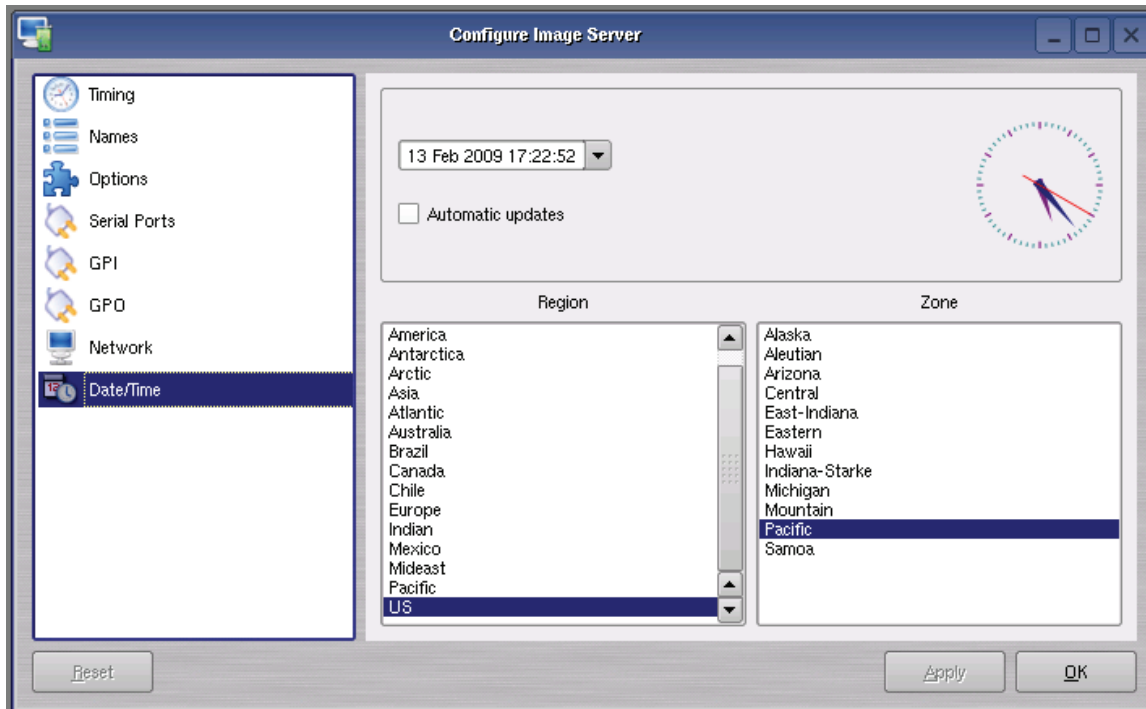 Configure Image Server
Timing
Names
Options
Serial Ports
GPI
GPO
Network
Date/Time
13 Feb 2009 17:22:52
Automatic updates
Region
America
Antarctica
Arctic
Asia
Atlantic
Australia
Brazil
Canada
Chile
Europe
Indian
Mexico
Mideast
Pacific
US
Zone
Alaska
Aleutian
Arizona
Central
East-Indiana
Eastern
Hawaii
Indiana-Starke
Michigan
Mountain
Pacific
Samoa
Reset
Apply
OK